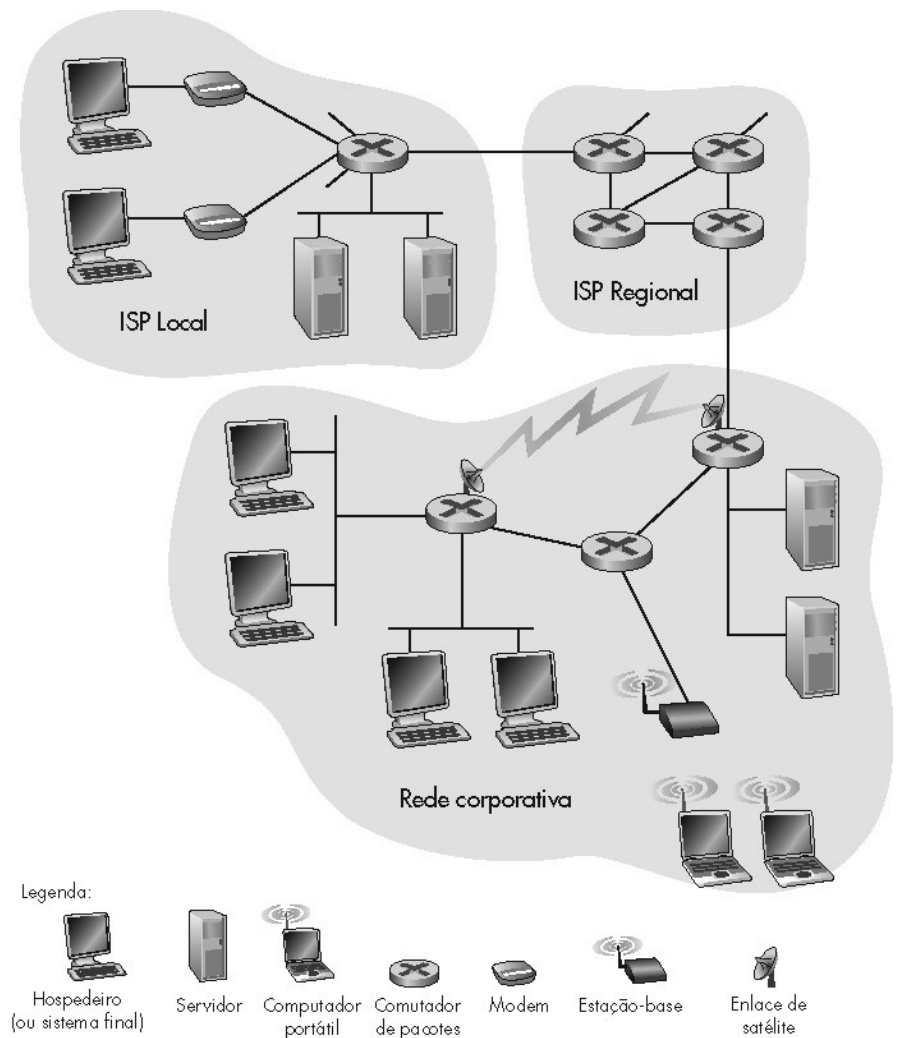 ISP Local
ISP Regional
Rede corporativa
Legenda:
Hospedeiro
(ou sistema final)
Servidor
Computador
portátil
Comutador
de pacotes
Modem
Estação-base
Enlace de
satélite